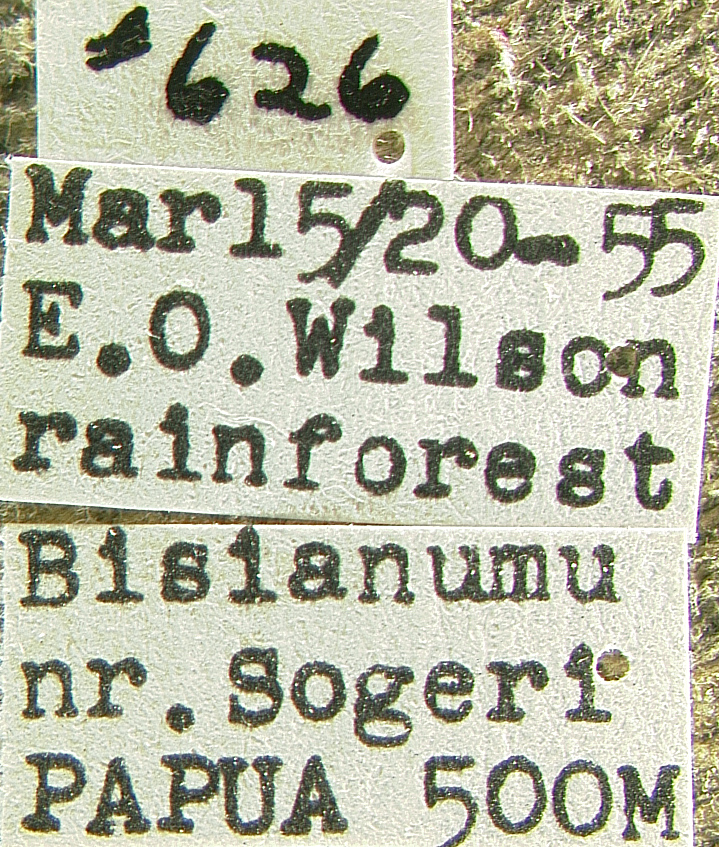 #626
Mar15/20-55
E.O.Wilson
rainforest
Bisianumu
nr.Sogeri
PAPUA 500M